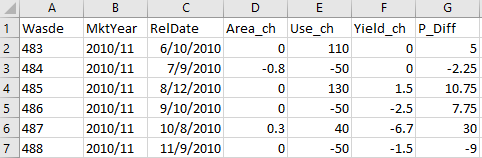 A B C D E F G
1 Wasde MktYear RelDate Area_ch Use_ch Yield_ch P_Diff
2 483 2010/11 6/10/2010 0 110 0 5
3 484 2010/11 7/9/2010 -0.8 -50 0 -2.25
4 485 2010/11 8/12/2010 0 130 1.5 10.75
5 486 2010/11 9/10/2010 0 -50 -2.5 7.75
6 487 2010/11 10/8/2010 0.3 40 -6.7 30
7 488 2010/11 11/9/2010 0 -50 -1.5 -9